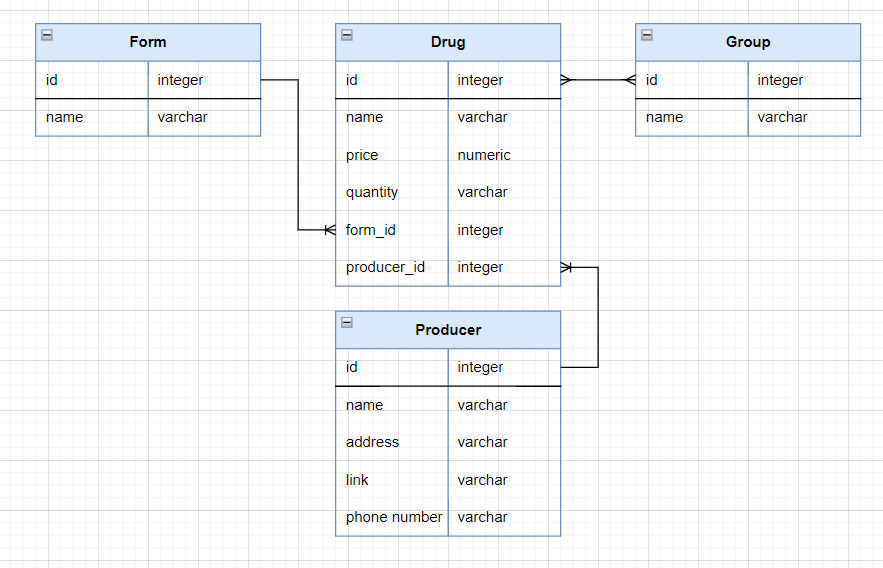 Form
id integer
name varchar
Drug
id integer
name varchar
price numeric
quantity varchar
form_id integer
producer_id integer
Group
id integer
name varchar
Producer
id integer
name varchar
address varchar
link varchar
phone number varchar